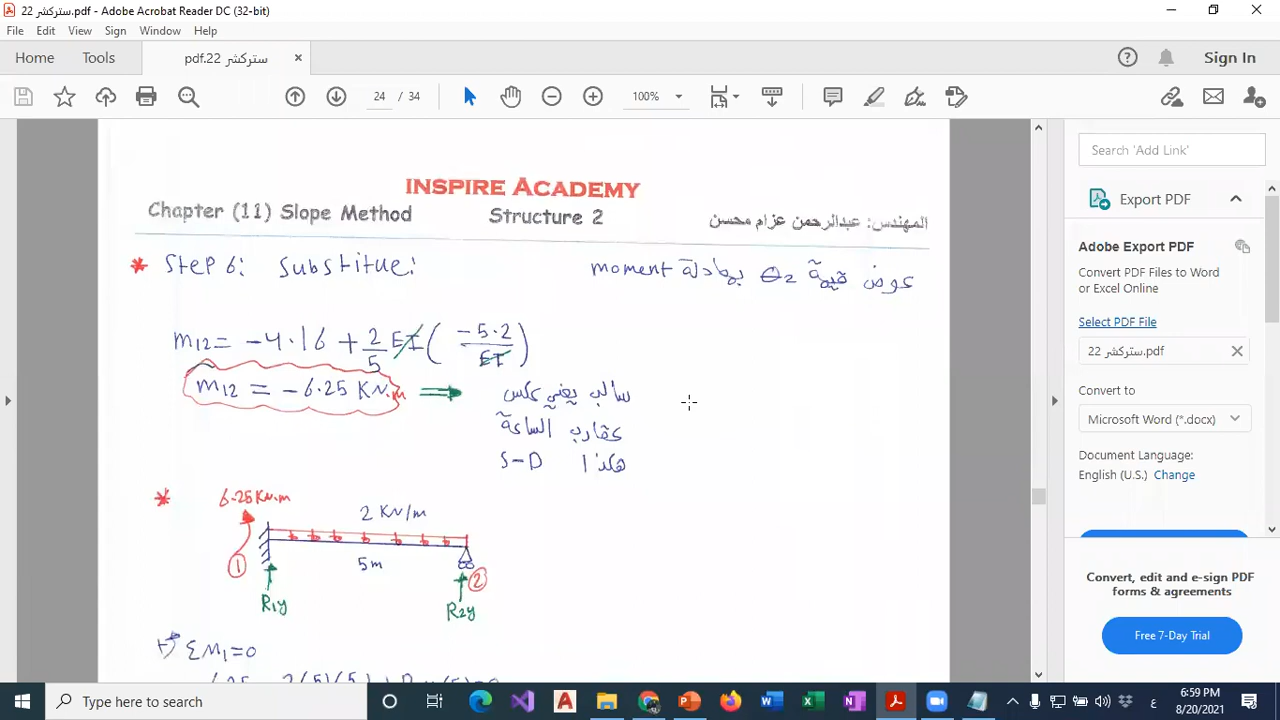 ستركشر 22.pdf - Adobe Acrobat Reader DC (32-bit)
File Edit View Sign Window Help
Home Tools ستركشر 22.pdf Sign In
24 / 34 100%
INSPIRE ACADEMY
Chapter (11) Slope Method Structure 2 المهندس: عبدالرحمن عزام محسن
* Step 6: Substitue: عوض قيمة θ2 بمعادلة moment
m12 = -4.16 + 2/5 EI ( -5.2 / EI )
m12 = -6.25 KN.m ⇒ سالب يعني عكس
عقارب الساعة
هكذا S-D
* 6.25 KN.m
2 KN/m
5m
1
2
R1y
R2y
ΣM1=0
Search 'Add Link'
Export PDF
Adobe Export PDF
Convert PDF Files to Word
or Excel Online
Select PDF File
ستركشر 22.pdf
Convert to
Microsoft Word (*.docx)
Document Language:
English (U.S.) Change
Convert, edit and e-sign PDF
forms & agreements
Free 7-Day Trial
Type here to search
ع
6:59 PM
8/20/2021